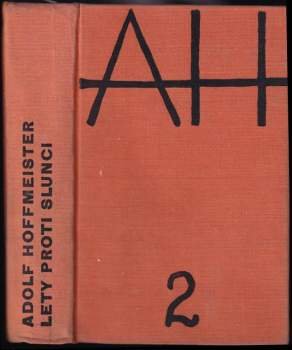 ADOLF HOFFMEISTER
LETY PROTI SLUNCI
AH
2